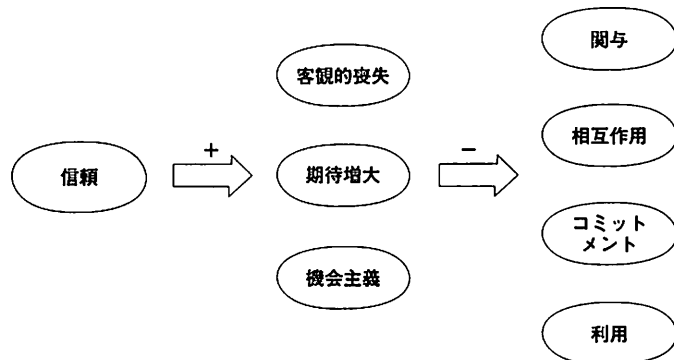 信頼
+
客観的喪失
期待増大
機会主義
−
関与
相互作用
コミット
メント
利用